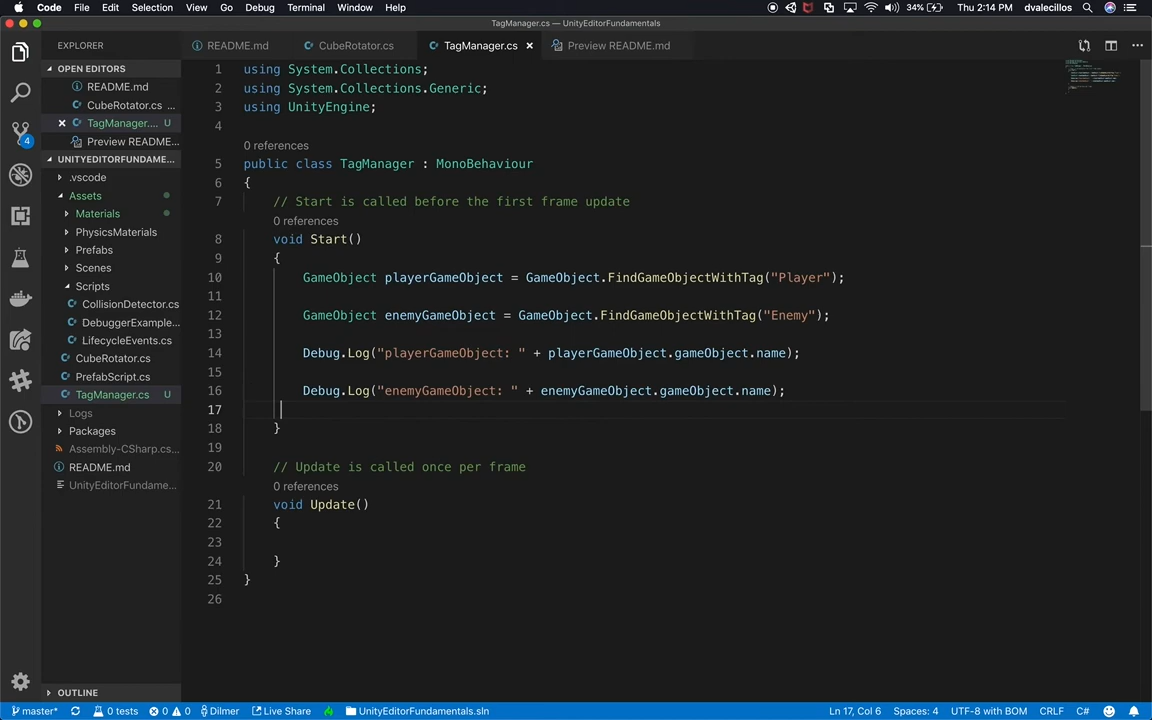 Code File Edit Selection View Go Debug Terminal Window Help 34% Thu 2:14 PM dvalecillos
TagManager.cs — UnityEditorFundamentals
EXPLORER
OPEN EDITORS
README.md
CubeRotator.cs ...
TagManager.... U
Preview README...
UNITYEDITORFUNDAME...
.vscode
Assets
Materials
PhysicsMaterials
Prefabs
Scenes
Scripts
CollisionDetector.cs
DebuggerExample...
LifecycleEvents.cs
CubeRotator.cs
PrefabScript.cs
TagManager.cs U
Logs
Packages
Assembly-CSharp.cs...
README.md
UnityEditorFundame...
OUTLINE
4
README.md CubeRotator.cs TagManager.cs Preview README.md
1 using System.Collections;
2 using System.Collections.Generic;
3 using UnityEngine;
4
0 references
5 public class TagManager : MonoBehaviour
6 {
7 // Start is called before the first frame update
0 references
8 void Start()
9 {
10 GameObject playerGameObject = GameObject.FindGameObjectWithTag("Player");
11
12 GameObject enemyGameObject = GameObject.FindGameObjectWithTag("Enemy");
13
14 Debug.Log("playerGameObject: " + playerGameObject.gameObject.name);
15
16 Debug.Log("enemyGameObject: " + enemyGameObject.gameObject.name);
17
18 }
19
20 // Update is called once per frame
0 references
21 void Update()
22 {
23
24 }
25 }
26
master* 0 tests 0 0 Dilmer Live Share UnityEditorFundamentals.sln Ln 17, Col 6 Spaces: 4 UTF-8 with BOM CRLF C#